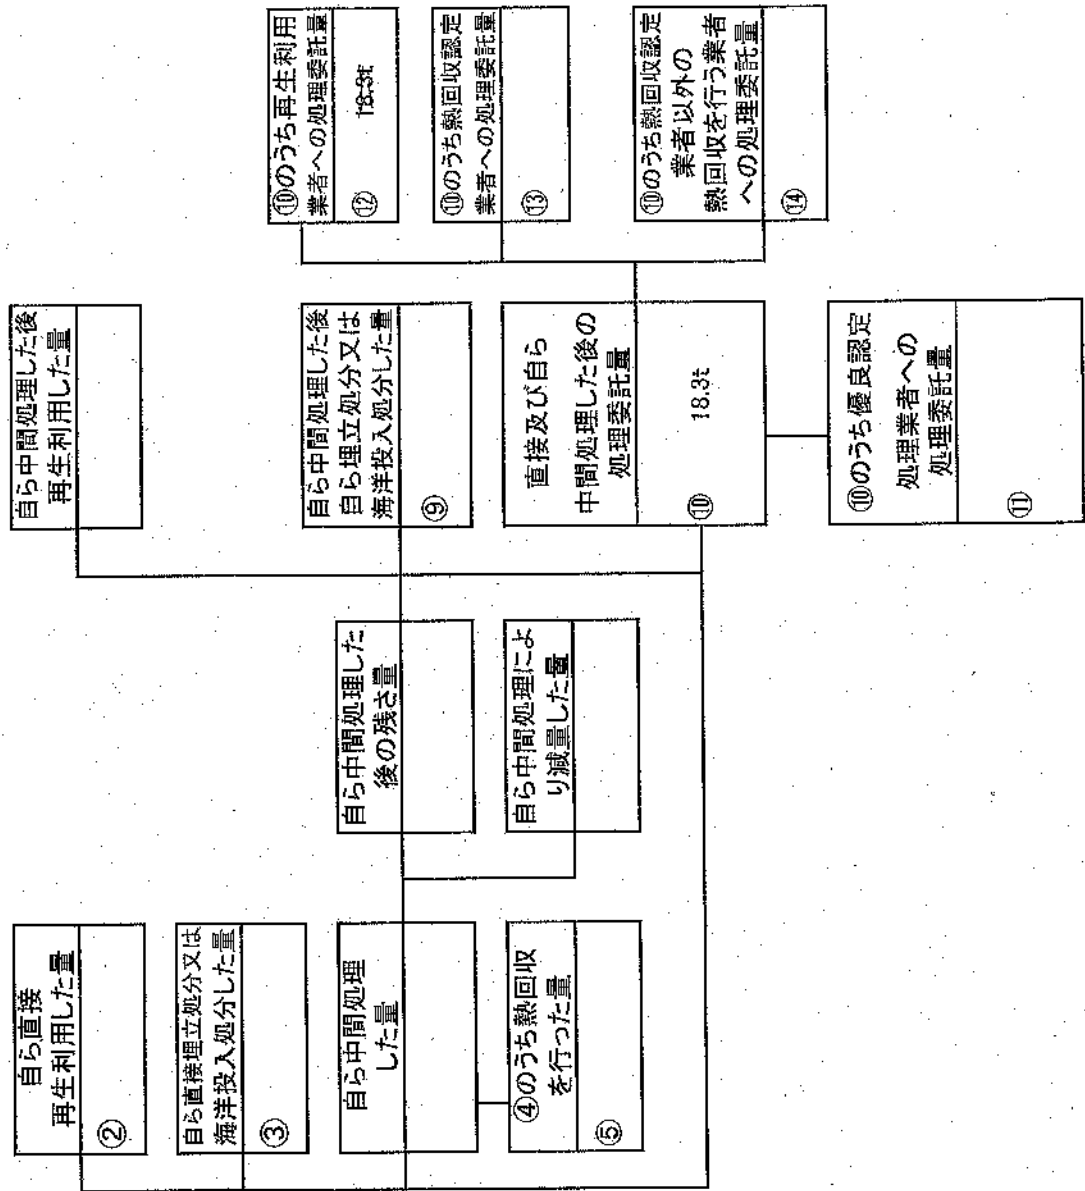 自ら直接
再生利用した量
②
自ら直接埋立処分又は
海洋投入処分した量
③
自ら中間処理
した量
④のうち熱回収
を行った量
⑤
自ら中間処理した
後の残さ量
自ら中間処理によ
り減量した量
自ら中間処理した後
再生利用した量
自ら中間処理した後
自ら埋立処分又は
海洋投入処分した量
⑨
直接及び自ら
中間処理した後の
処理委託量
⑩
18.3t
⑩のうち優良認定
処理業者への
処理委託量
⑪
⑩のうち再生利用
業者への処理委託量
⑫
18.3t
⑩のうち熱回収認定
業者への処理委託量
⑬
⑩のうち熱回収認定
業者以外の
熱回収を行う業者
への処理委託量
⑭